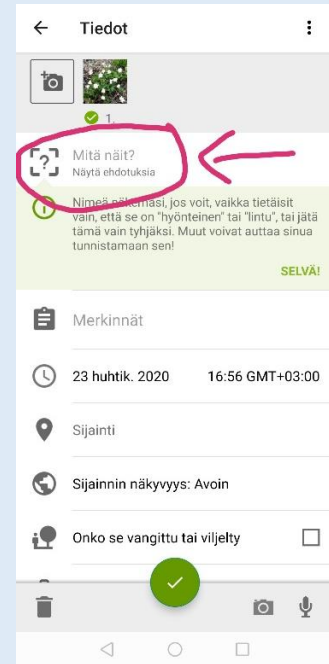 Tiedot
1.
Mitä näit?
Näytä ehdotuksia
Nimeä näkemäsi, jos voit, vaikka tietäisit
vain, että se on "hyönteinen" tai "lintu", tai jätä
tämä vain tyhjäksi. Muut voivat auttaa sinua
tunnistamaan sen!
SELVÄ!
Merkinnät
23 huhtik. 2020 16:56 GMT+03:00
Sijainti
Sijainnin näkyvyys: Avoin
Onko se vangittu tai viljelty